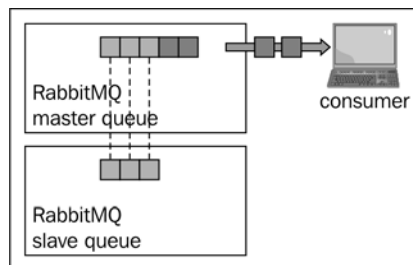 RabbitMQ
master queue
consumer
RabbitMQ
slave queue